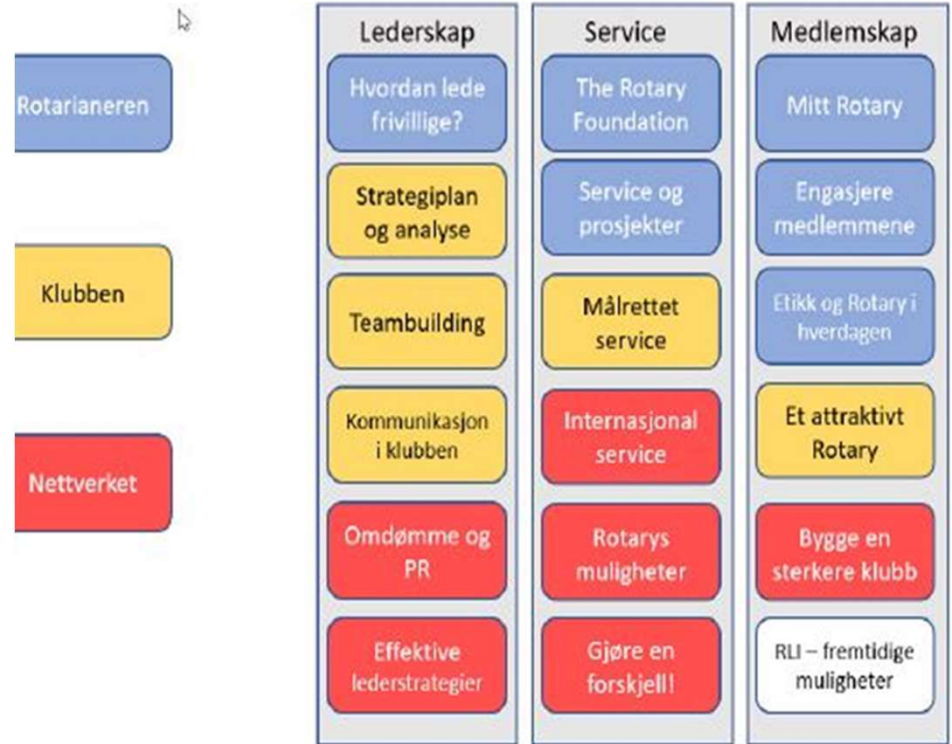 Rotarianeren
Klubben
Nettverket
Lederskap
Hvordan lede
frivillige?
Strategiplan
og analyse
Teambuilding
Kommunikasjon
i klubben
Omdømme og
PR
Effektive
lederstrategier
Service
The Rotary
Foundation
Service og
prosjekter
Målrettet
service
Internasjonal
service
Rotarys
muligheter
Gjøre en
forskjell!
Medlemskap
Mitt Rotary
Engasjere
medlemmene
Etikk og Rotary i
hverdagen
Et attraktivt
Rotary
Bygge en
sterkere klubb
RLI – fremtidige
muligheter